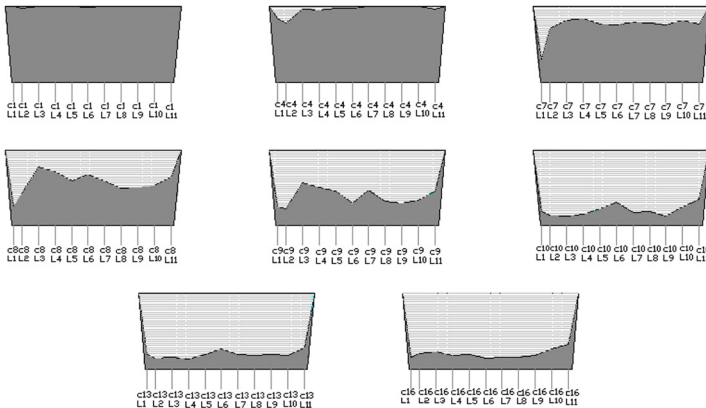 c1 c1 c1 c1 c1 c1 c1 c1 c1 c1 c1
L1 L2 L3 L4 L5 L6 L7 L8 L9 L10 L11
c4 c4 c4 c4 c4 c4 c4 c4 c4 c4 c4
L1 L2 L3 L4 L5 L6 L7 L8 L9 L10 L11
c7 c7 c7 c7 c7 c7 c7 c7 c7 c7 c7
L1 L2 L3 L4 L5 L6 L7 L8 L9 L10 L11
c8 c8 c8 c8 c8 c8 c8 c8 c8 c8 c8
L1 L2 L3 L4 L5 L6 L7 L8 L9 L10 L11
c9 c9 c9 c9 c9 c9 c9 c9 c9 c9 c9
L1 L2 L3 L4 L5 L6 L7 L8 L9 L10 L11
c10 c10 c10 c10 c10 c10 c10 c10 c10 c10 c10
L1 L2 L3 L4 L5 L6 L7 L8 L9 L10 L1
c13 c13 c13 c13 c13 c13 c13 c13 c13 c13 c13
L1 L2 L3 L4 L5 L6 L7 L8 L9 L10 L11
c16 c16 c16 c16 c16 c16 c16 c16 c16 c16 c16
L1 L2 L3 L4 L5 L6 L7 L8 L9 L10 L11